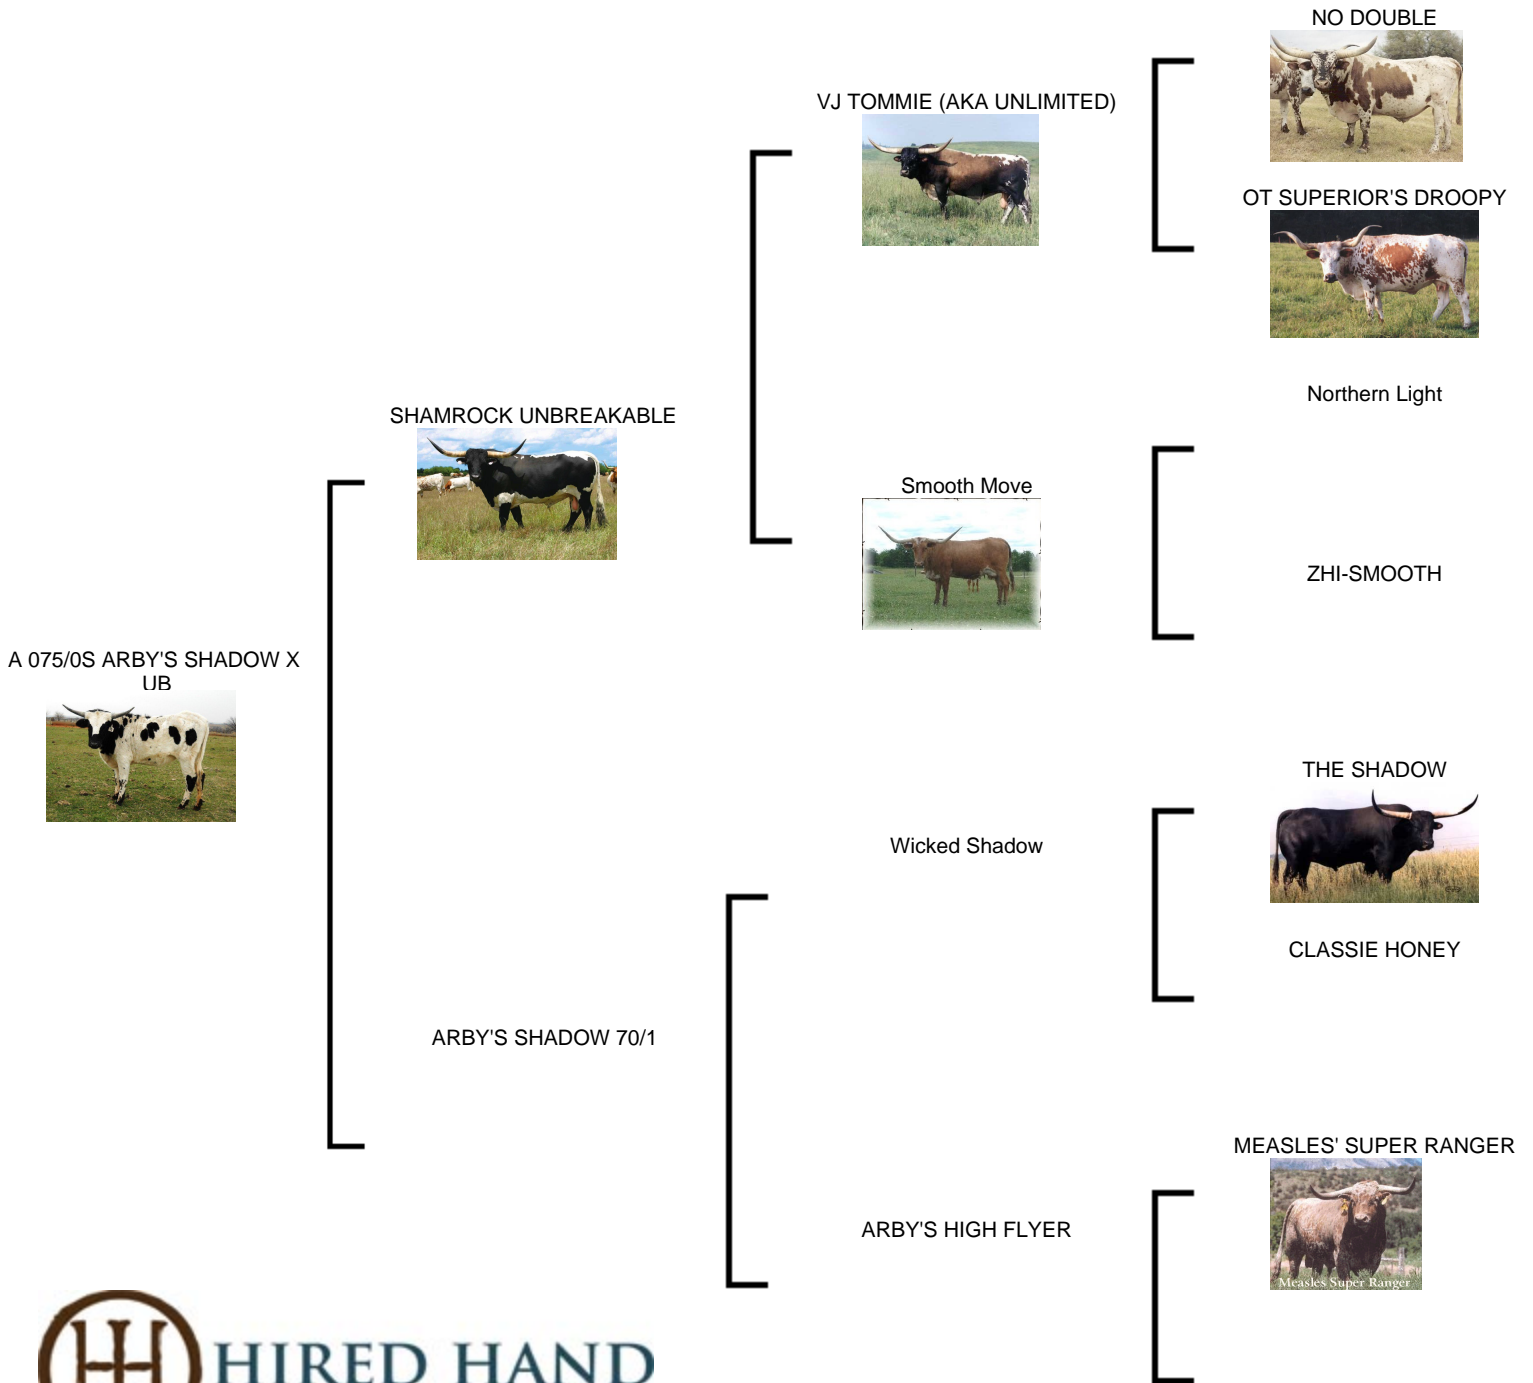 NO DOUBLE
VJ TOMMIE (AKA UNLIMITED)
OT SUPERIOR'S DROOPY
Northern Light
SHAMROCK UNBREAKABLE
Smooth Move
ZHI-SMOOTH
A 075/0S ARBY'S SHADOW X
UB
THE SHADOW
Wicked Shadow
CLASSIE HONEY
ARBY'S SHADOW 70/1
MEASLES' SUPER RANGER
ARBY'S HIGH FLYER
Measles Super Ranger
HIRED HAND